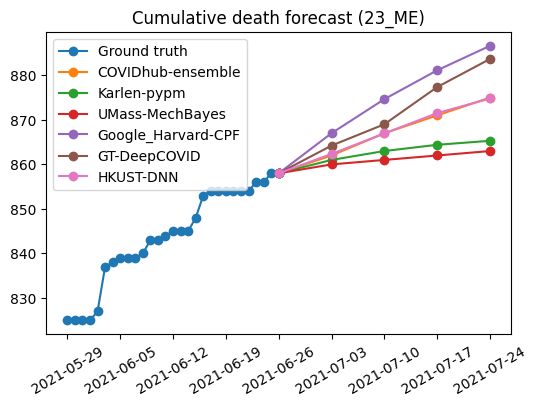 Cumulative death forecast (23_ME)
Ground truth
COVIDhub-ensemble
Karlen-pypm
UMass-MechBayes
Google_Harvard-CPF
GT-DeepCOVID
HKUST-DNN
880
870
860
850
840
830
2021-05-29
2021-06-05
2021-06-12
2021-06-19
2021-06-26
2021-07-03
2021-07-10
2021-07-17
2021-07-24